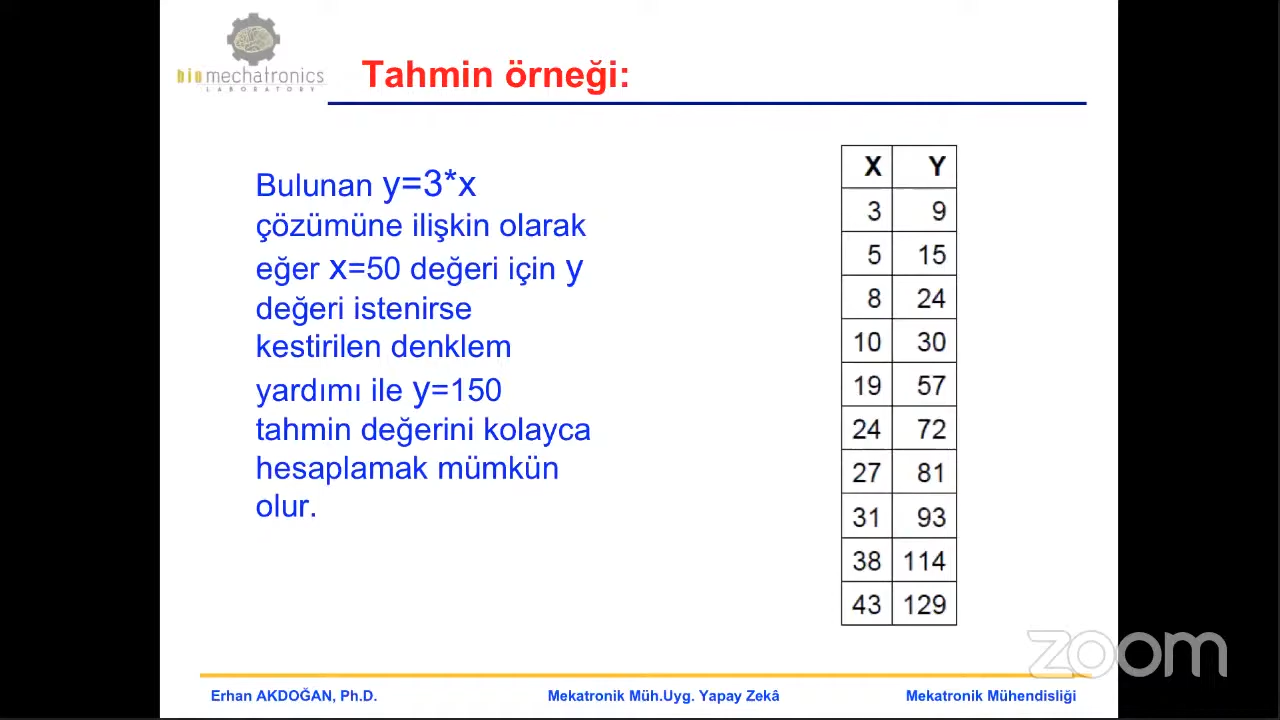 biomechatronics
LABORATORY
Tahmin örneği:
Bulunan y=3*x
çözümüne ilişkin olarak
eğer x=50 değeri için y
değeri istenirse
kestirilen denklem
yardımı ile y=150
tahmin değerini kolayca
hesaplamak mümkün
olur.
X Y
3 9
5 15
8 24
10 30
19 57
24 72
27 81
31 93
38 114
43 129
zoom
Erhan AKDOĞAN, Ph.D. Mekatronik Müh.Uyg. Yapay Zekâ Mekatronik Mühendisliği